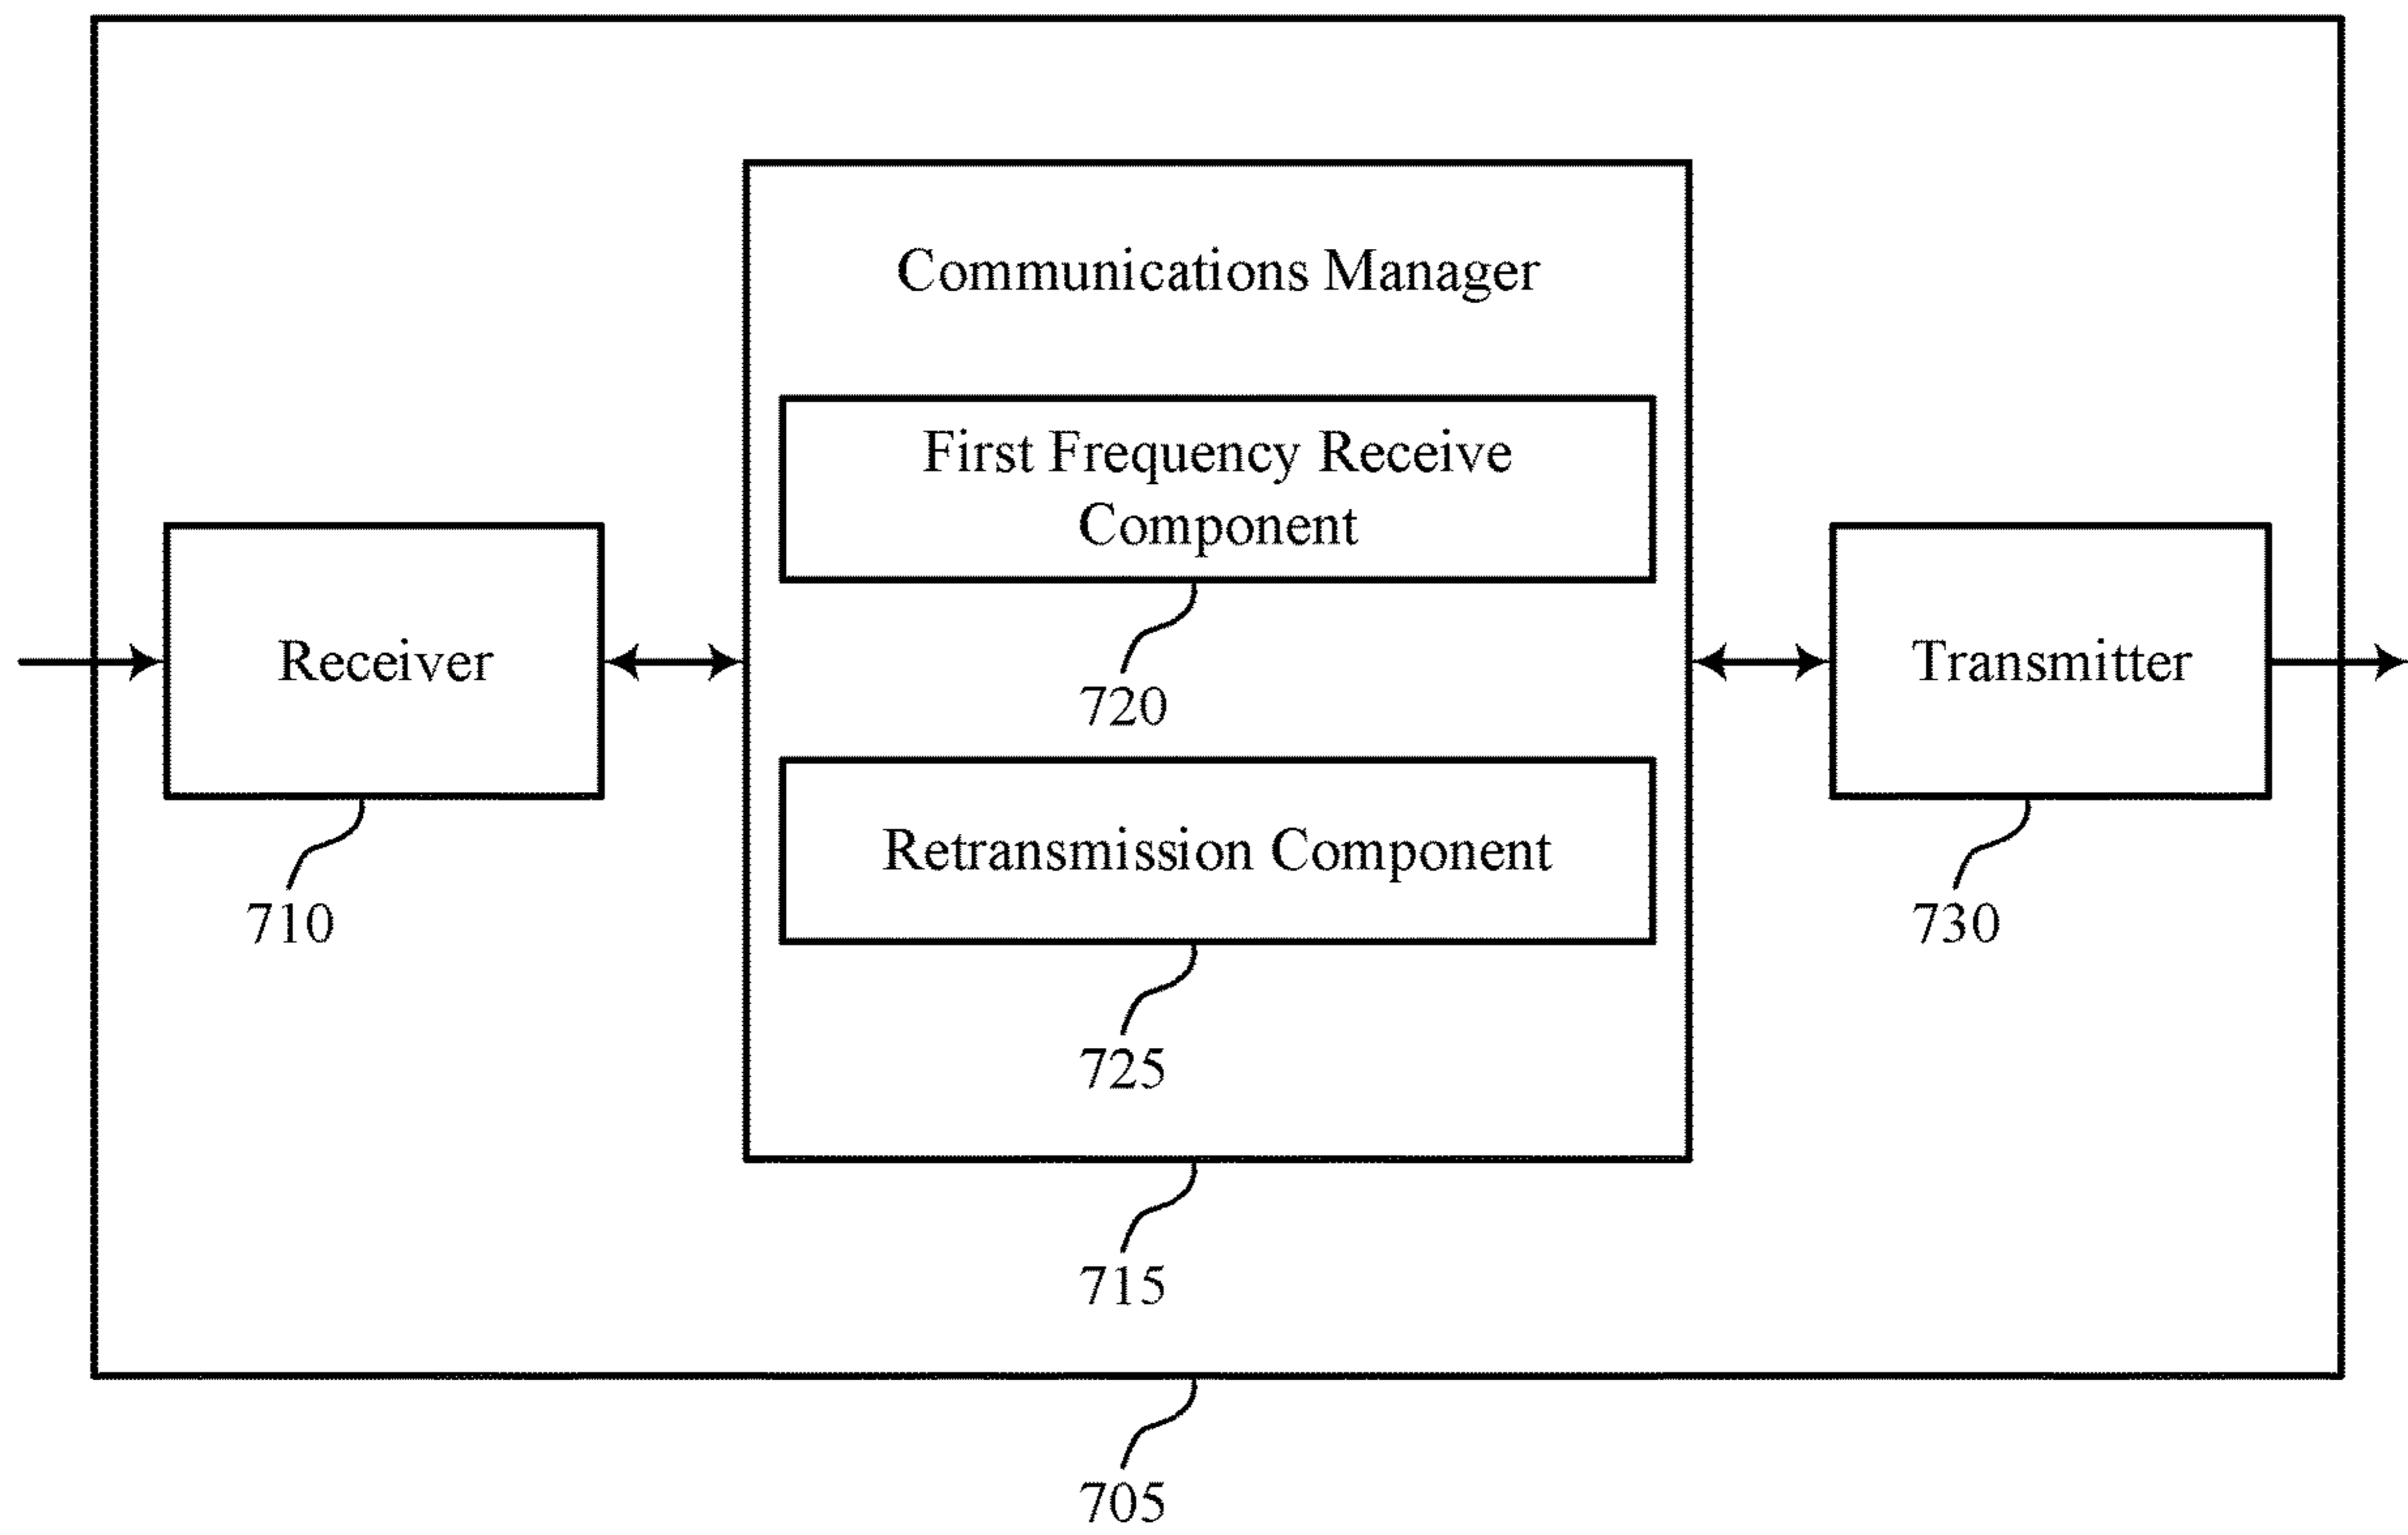 Communications Manager
First Frequency Receive
Component
720
Receiver
710
Transmitter
730
Retransmission Component
725
715
705